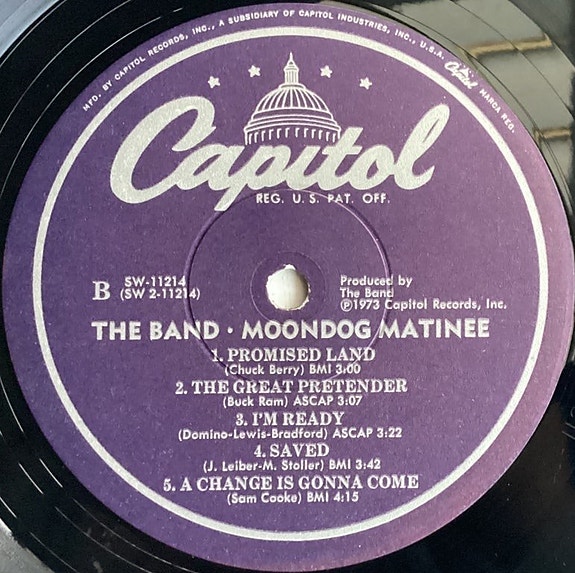 MFD. BY CAPITOL RECORDS, INC., A SUBSIDIARY OF CAPITOL INDUSTRIES, INC., U.S.A.
Capitol MARCA REG.
Capitol
REG. U.S. PAT. OFF.
B
SW-11214
(SW 2-11214)
Produced by
The Band
℗1973 Capitol Records, Inc.
THE BAND • MOONDOG MATINEE
1. PROMISED LAND
(Chuck Berry) BMI 3:00
2. THE GREAT PRETENDER
(Buck Ram) ASCAP 3:07
3. I'M READY
(Domino-Lewis-Bradford) ASCAP 3:22
4. SAVED
(J. Leiber-M. Stoller) BMI 3:42
5. A CHANGE IS GONNA COME
(Sam Cooke) BMI 4:15